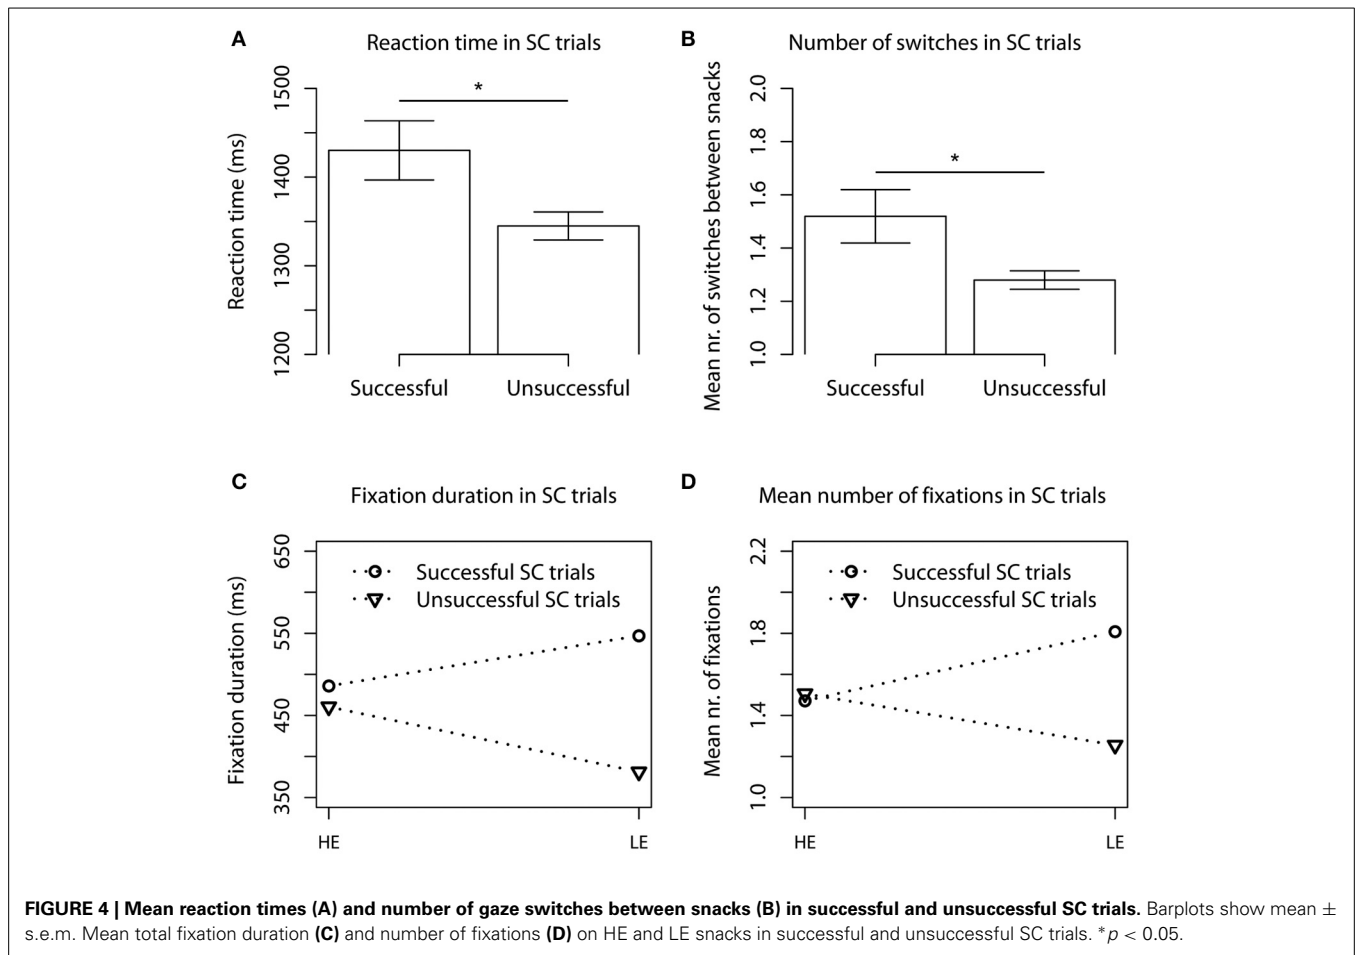 A Reaction time in SC trials
Reaction time (ms)
1500
1400
1300
1200
*
Successful Unsuccessful
B Number of switches in SC trials
Mean nr. of switches between snacks
2.0
1.8
1.6
1.4
1.2
1.0
*
Successful Unsuccessful
C Fixation duration in SC trials
Fixation duration (ms)
650
550
450
350
Successful SC trials
Unsuccessful SC trials
HE LE
D Mean number of fixations in SC trials
Mean nr. of fixations
2.2
1.8
1.4
1.0
Successful SC trials
Unsuccessful SC trials
HE LE
FIGURE 4 | Mean reaction times (A) and number of gaze switches between snacks (B) in successful and unsuccessful SC trials. Barplots show mean ±
s.e.m. Mean total fixation duration (C) and number of fixations (D) on HE and LE snacks in successful and unsuccessful SC trials. *p < 0.05.